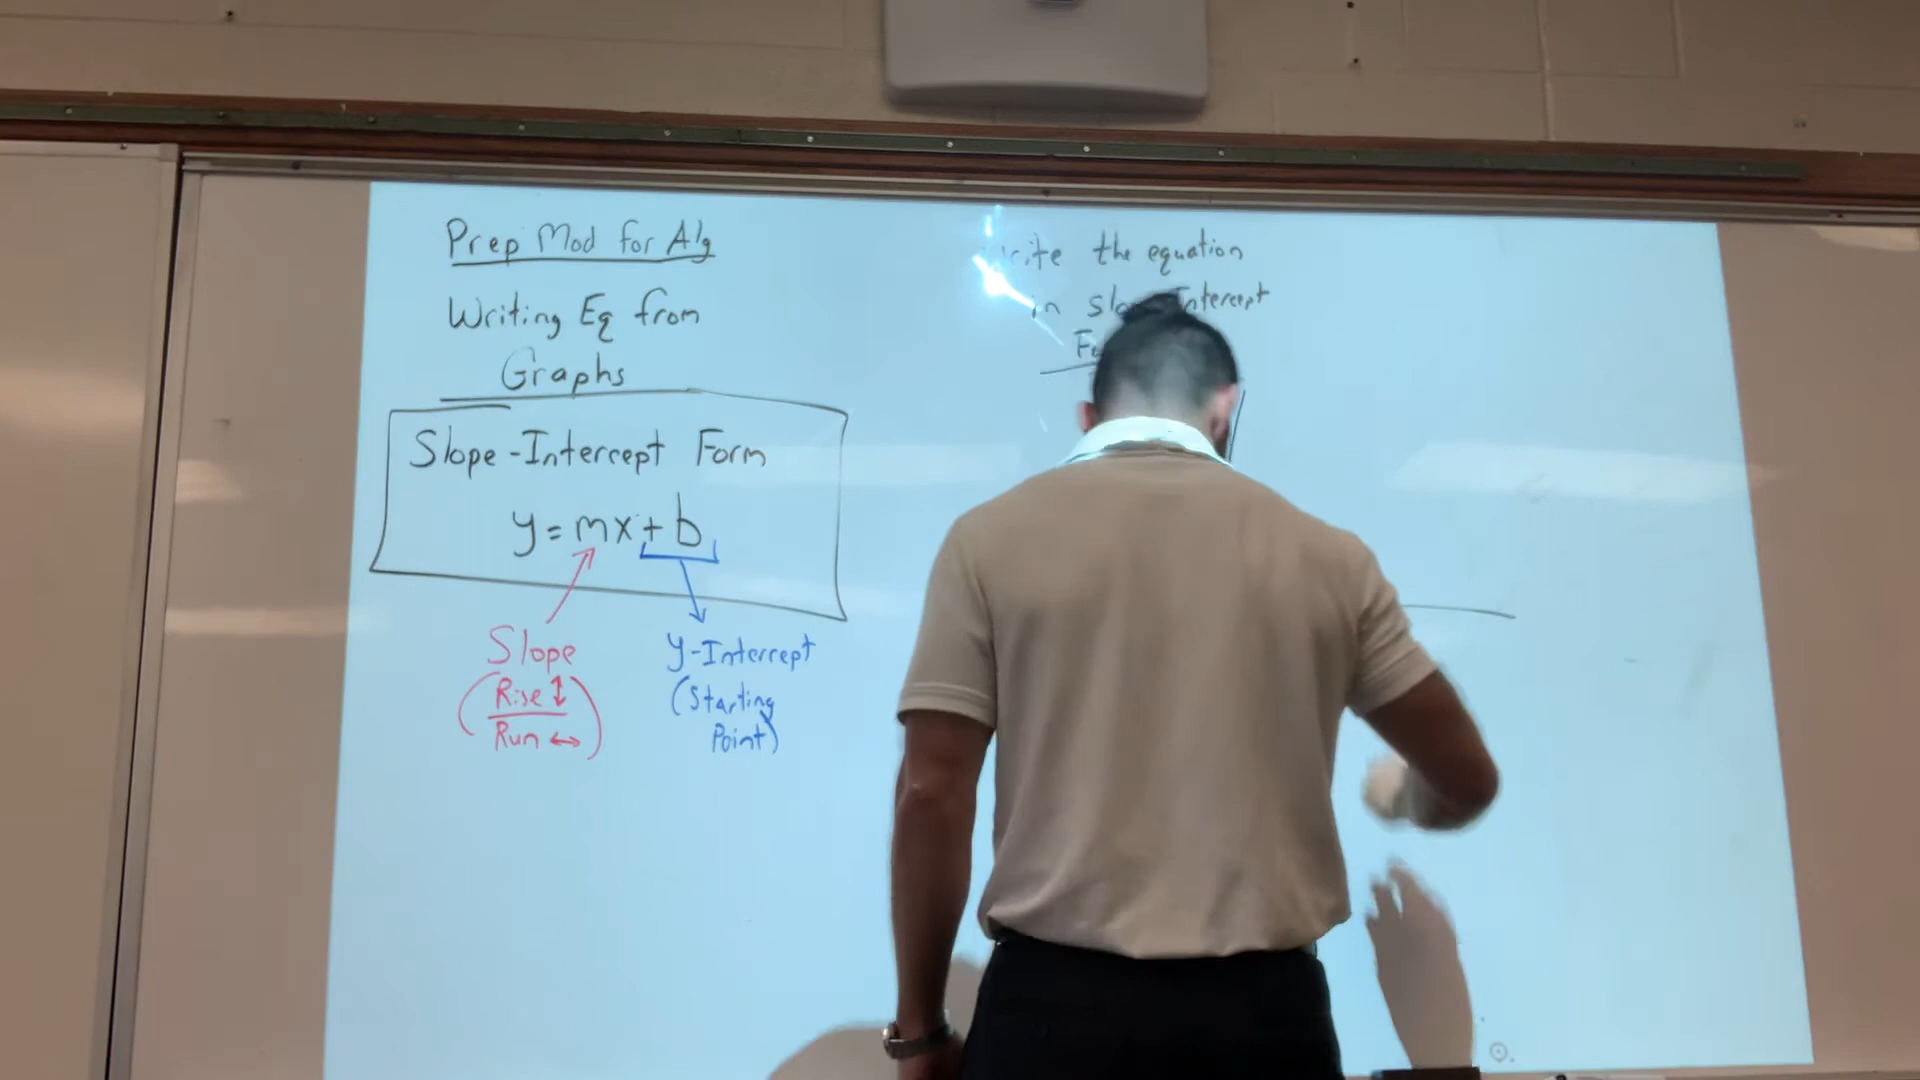 Prep Mod for Alg
Writing Eq from
Graphs
Slope-Intercept Form
y = mx + b
Slope
(Rise ↕
Run ↔)
y-Intercept
(Starting
Point)
the equation
in